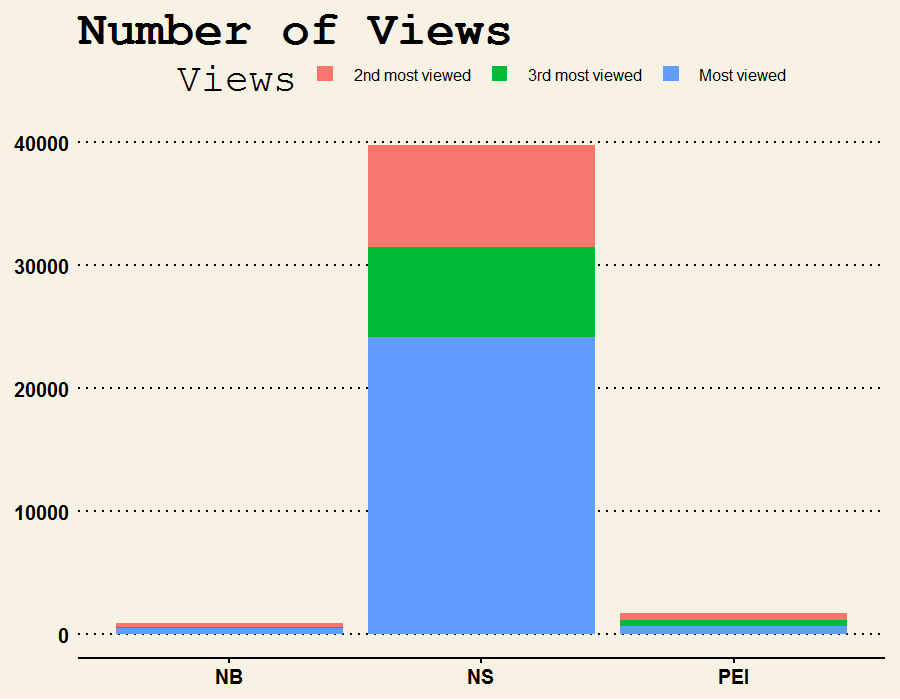 Number of Views
Views 2nd most viewed 3rd most viewed Most viewed
40000
30000
20000
10000
0
NB NS PEI